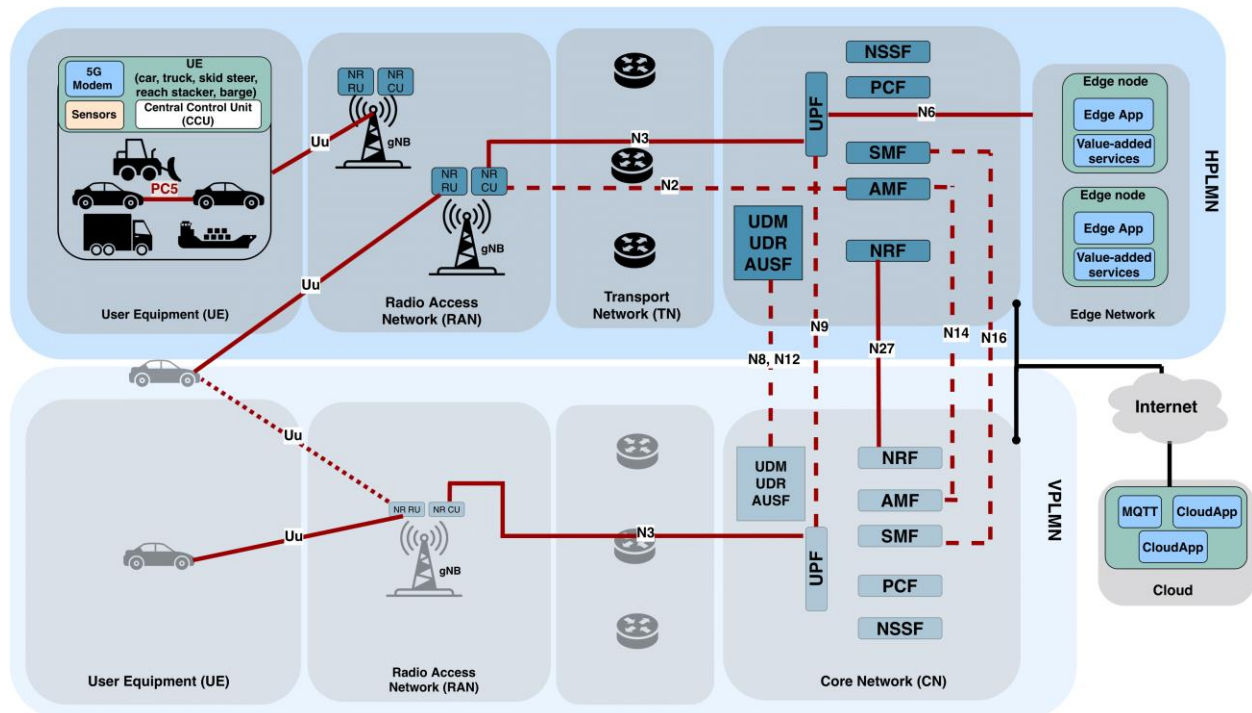 5G
Modem
UE
(car, truck, skid steer,
reach stacker, barge)
Sensors
Central Control Unit
(CCU)
PC5
User Equipment (UE)
Uu
Uu
NR
RU
NR
CU
gNB
NR
RU
NR
CU
gNB
Radio Access
Network (RAN)
N3
N2
Transport
Network (TN)
UPF
NSSF
PCF
SMF
AMF
NRF
UDM
UDR
AUSF
N6
Edge node
Edge App
Value-added
services
Edge node
Edge App
Value-added
services
Edge Network
HPLMN
N8, N12
N9
N27
N14
N16
Uu
Uu
User Equipment (UE)
NR RU
NR CU
gNB
Radio Access
Network (RAN)
N3
UDM
UDR
AUSF
UPF
NRF
AMF
SMF
PCF
NSSF
Core Network (CN)
VPLMN
Internet
MQTT
CloudApp
CloudApp
Cloud